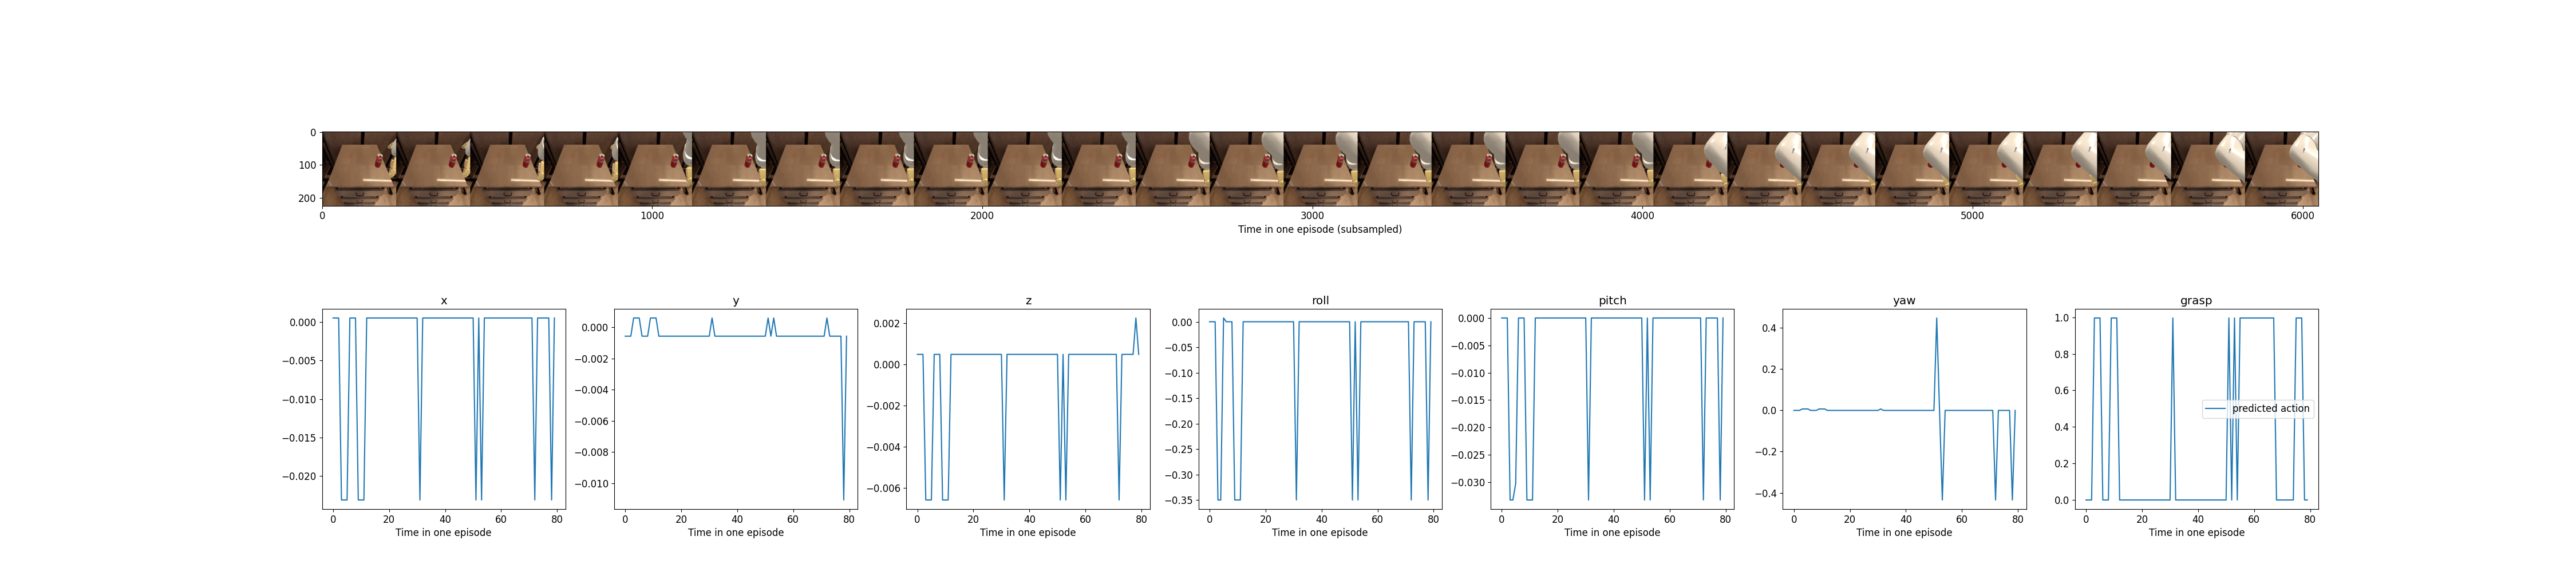 0
100
200
0 1000 2000 3000 4000 5000 6000
Time in one episode (subsampled)
x
0.000
−0.005
−0.010
−0.015
−0.020
0 20 40 60 80
Time in one episode
y
0.000
−0.002
−0.004
−0.006
−0.008
−0.010
0 20 40 60 80
Time in one episode
z
0.002
0.000
−0.002
−0.004
−0.006
0 20 40 60 80
Time in one episode
roll
0.00
−0.05
−0.10
−0.15
−0.20
−0.25
−0.30
−0.35
0 20 40 60 80
Time in one episode
pitch
0.000
−0.005
−0.010
−0.015
−0.020
−0.025
−0.030
0 20 40 60 80
Time in one episode
yaw
0.4
0.2
0.0
−0.2
−0.4
0 20 40 60 80
Time in one episode
grasp
1.0
0.8
0.6
0.4
0.2
0.0
predicted action
0 20 40 60 80
Time in one episode